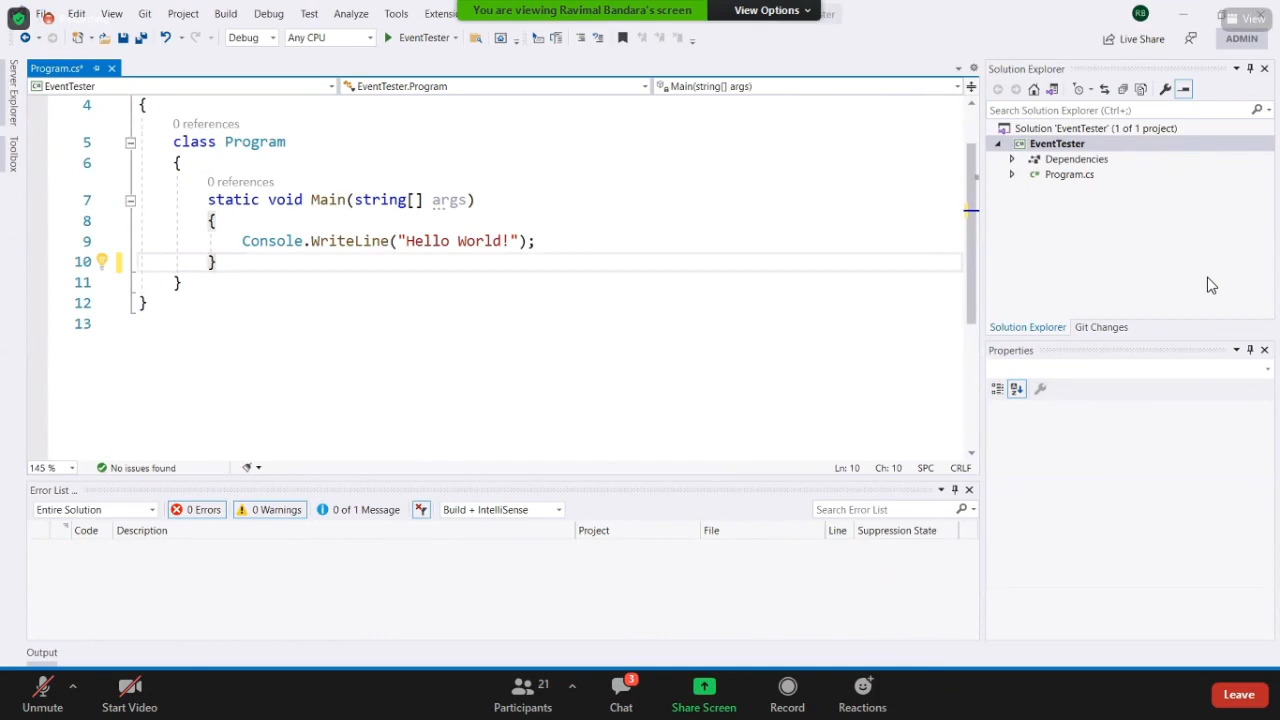 You are viewing Ravimal Bandara's screen
View Options
View
File Edit View Git Project Build Debug Test Analyze Tools Extensi
RB
Debug Any CPU EventTester
Live Share ADMIN
Server Explorer
Toolbox
Program.cs*
EventTester EventTester.Program Main(string[] args)
4 {
0 references
5 class Program
6 {
0 references
7 static void Main(string[] args)
8 {
9 Console.WriteLine("Hello World!");
10 }
11 }
12 }
13
145 % No issues found Ln: 10 Ch: 10 SPC CRLF
Solution Explorer
Search Solution Explorer (Ctrl+;)
Solution 'EventTester' (1 of 1 project)
EventTester
Dependencies
Program.cs
Solution Explorer Git Changes
Properties
Error List ...
Entire Solution 0 Errors 0 Warnings 0 of 1 Message Build + IntelliSense Search Error List
Code Description Project File Line Suppression State
Output
Unmute Start Video Participants 21 Chat 3 Share Screen Record Reactions Leave